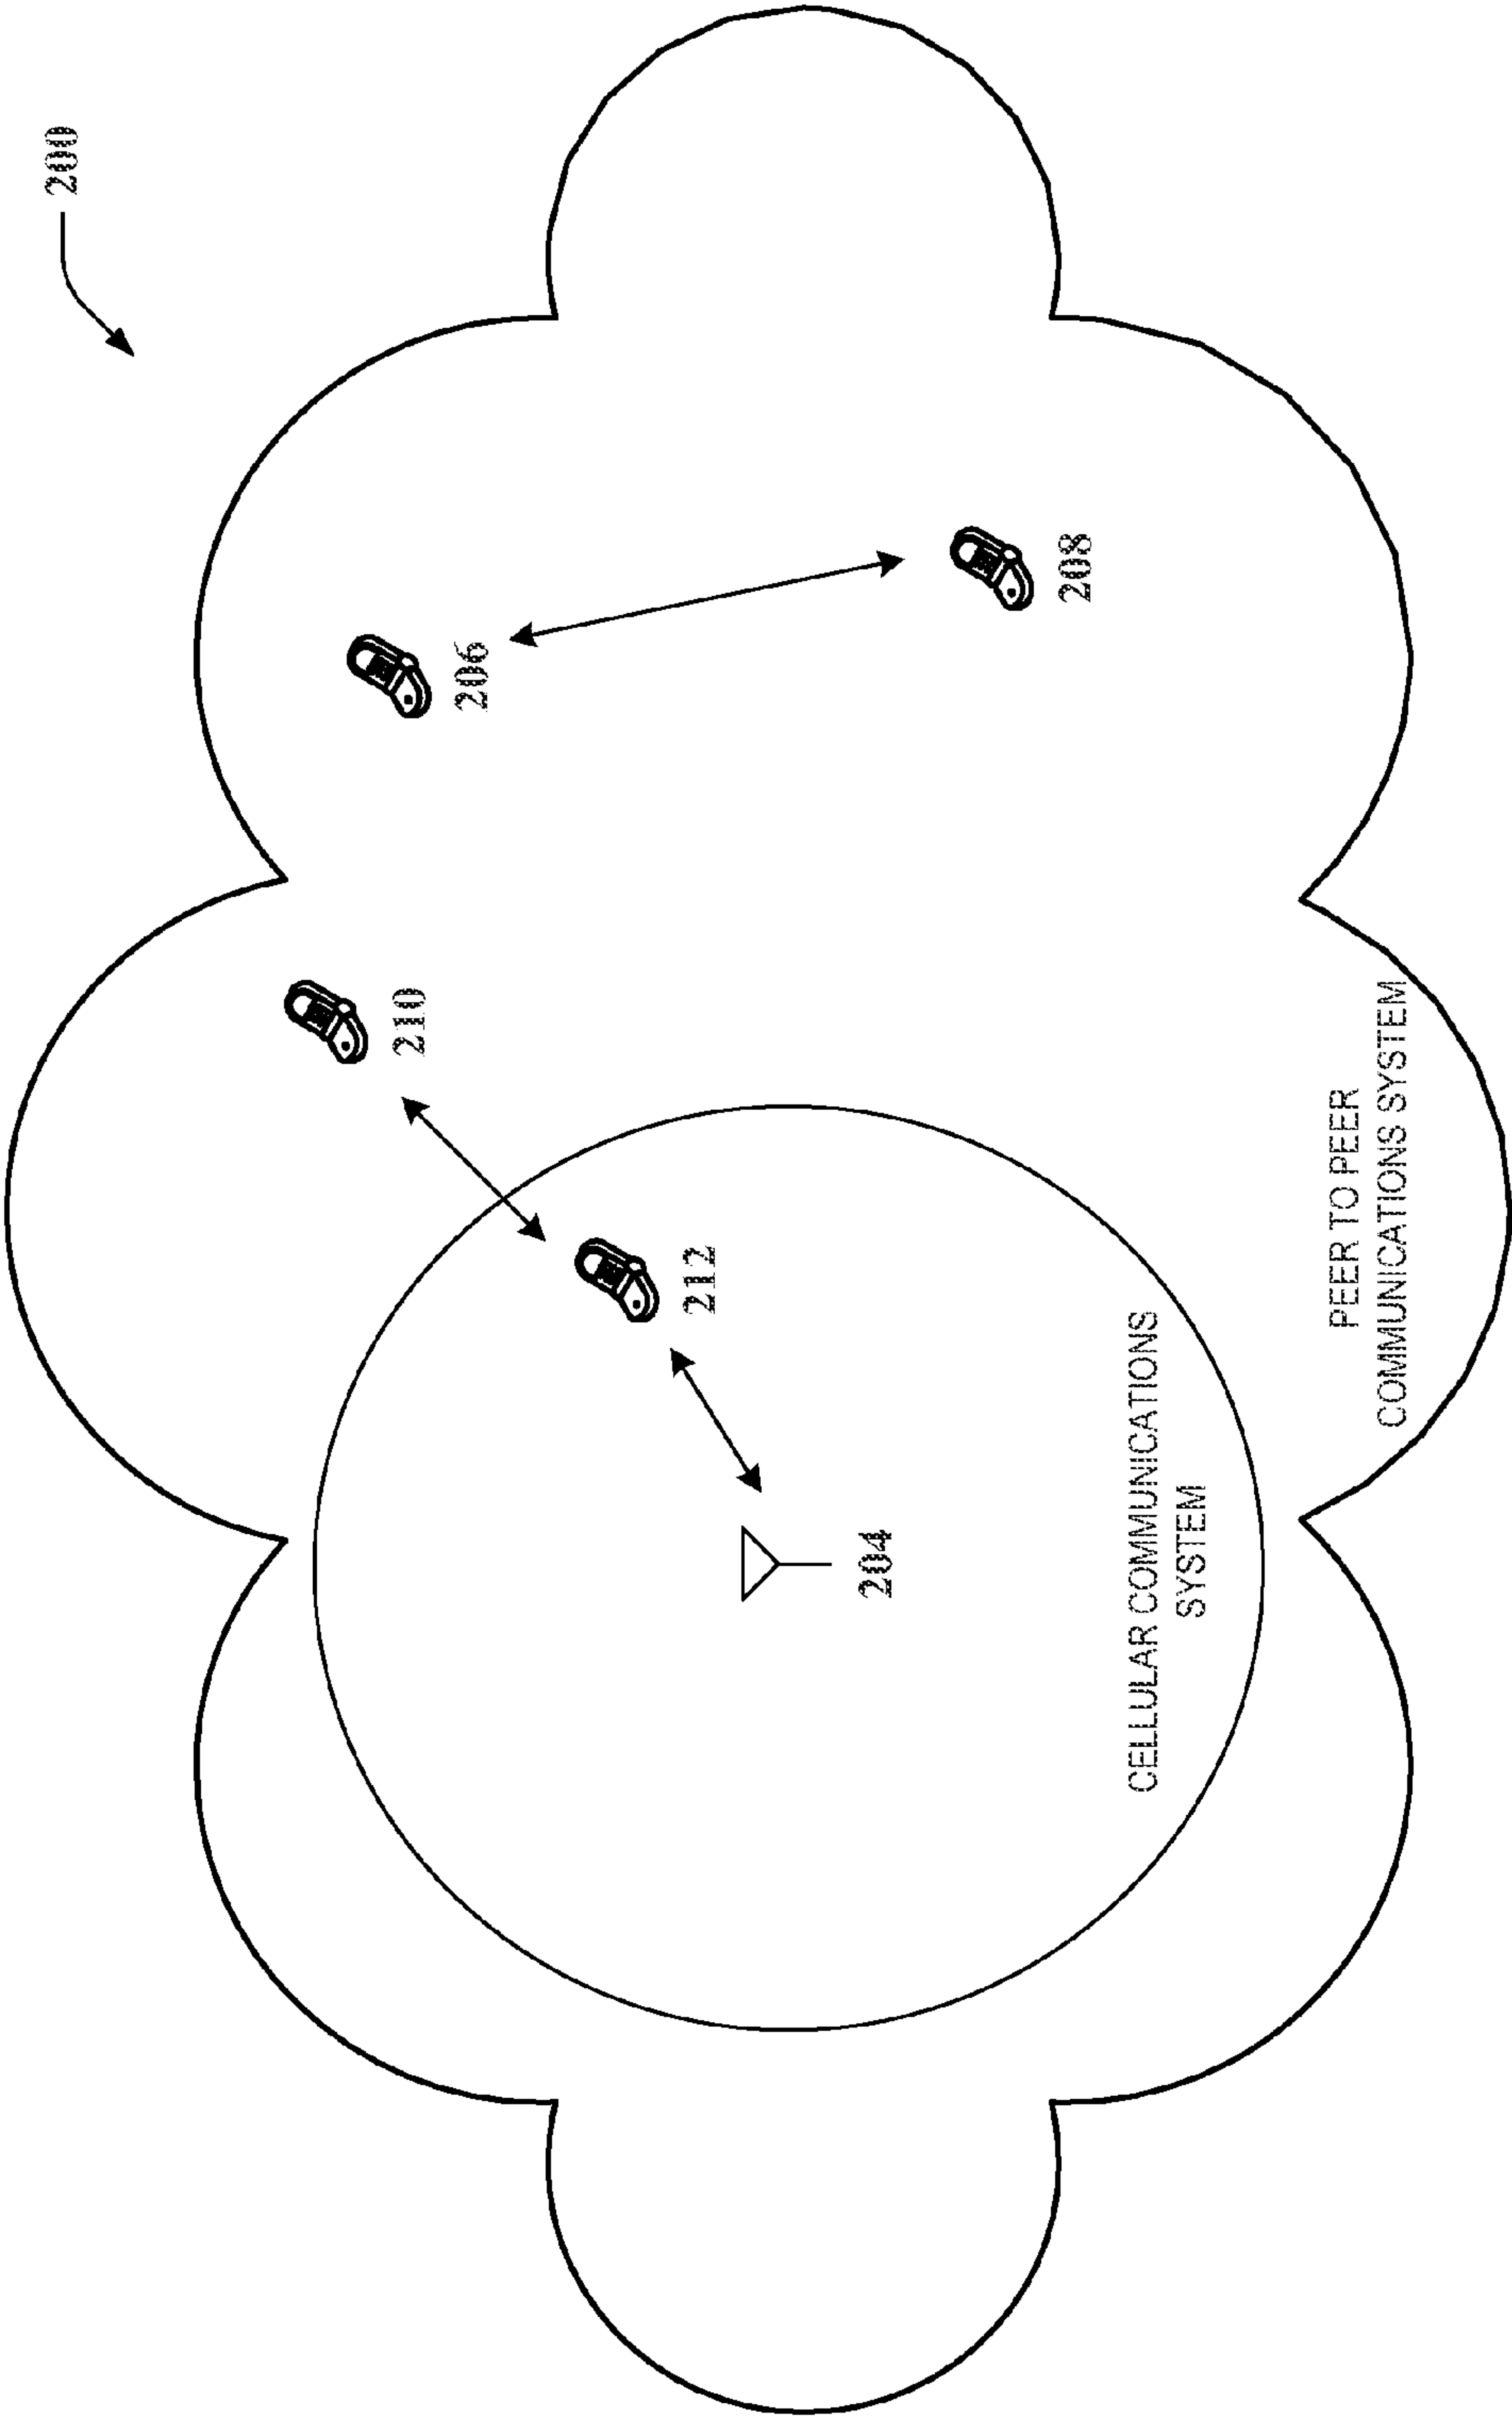 200
206
208
210
212
204
CELLULAR COMMUNICATIONS
SYSTEM
PEER TO PEER
COMMUNICATIONS SYSTEM